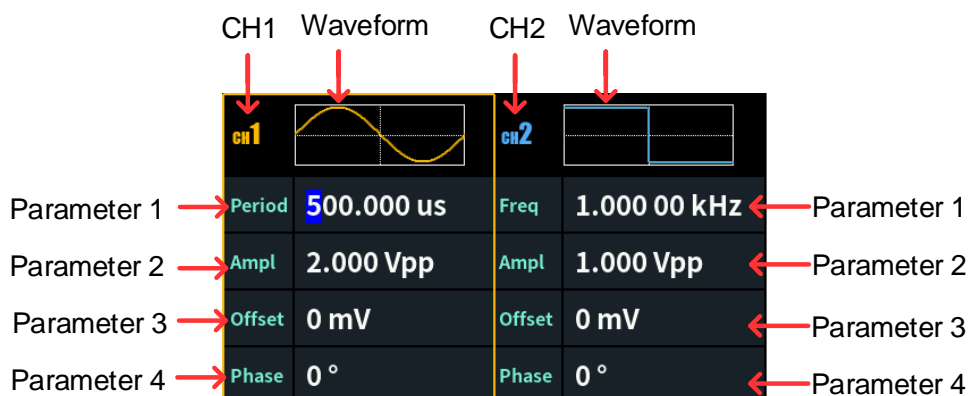 CH1 Waveform CH2 Waveform
CH1 CH2
Parameter 1 Period 500.000 us Freq 1.000 00 kHz Parameter 1
Parameter 2 Ampl 2.000 Vpp Ampl 1.000 Vpp Parameter 2
Parameter 3 Offset 0 mV Offset 0 mV Parameter 3
Parameter 4 Phase 0 ° Phase 0 ° Parameter 4